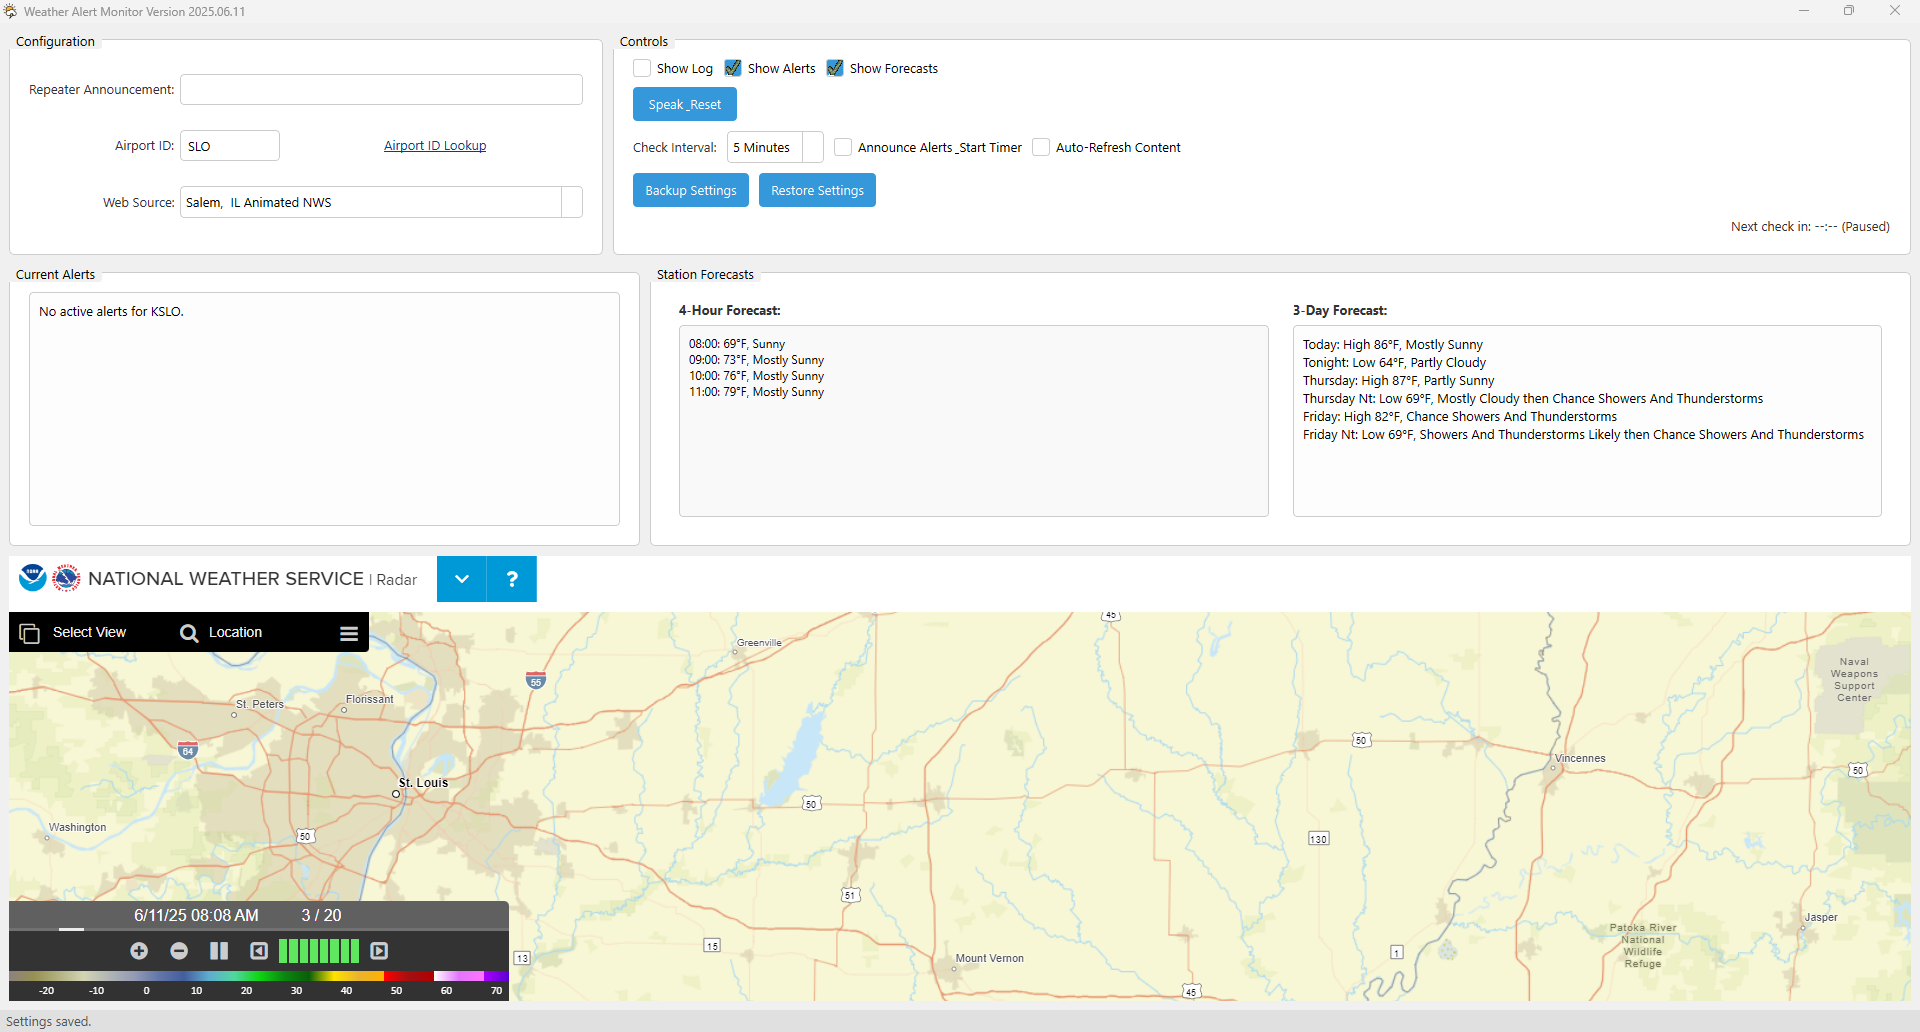 Weather Alert Monitor Version 2025.06.11
Configuration
Repeater Announcement:
Airport ID: SLO Airport ID Lookup
Web Source: Salem,  IL Animated NWS
Controls
Show Log Show Alerts Show Forecasts
Speak _Reset
Check Interval: 5 Minutes Announce Alerts _Start Timer Auto-Refresh Content
Backup Settings Restore Settings
Next check in: --:-- (Paused)
Current Alerts
No active alerts for KSLO.
Station Forecasts
4-Hour Forecast:
08:00: 69°F, Sunny
09:00: 73°F, Mostly Sunny
10:00: 76°F, Mostly Sunny
11:00: 79°F, Mostly Sunny
3-Day Forecast:
Today: High 86°F, Mostly Sunny
Tonight: Low 64°F, Partly Cloudy
Thursday: High 87°F, Partly Sunny
Thursday Nt: Low 69°F, Mostly Cloudy then Chance Showers And Thunderstorms
Friday: High 82°F, Chance Showers And Thunderstorms
Friday Nt: Low 69°F, Showers And Thunderstorms Likely then Chance Showers And Thunderstorms
NATIONAL WEATHER SERVICE | Radar ?
Select View Location
45
Greenville
Naval
Weapons
Support
Center
55
St. Peters
Florissant
64
50
Vincennes
50
St. Louis
50
Washington
50
130
51
Jasper
Patoka River
National
Wildlife
Refuge
15
1
13
Mount Vernon
45
6/11/25 08:08 AM 3 / 20
-20 -10 0 10 20 30 40 50 60 70
Settings saved.